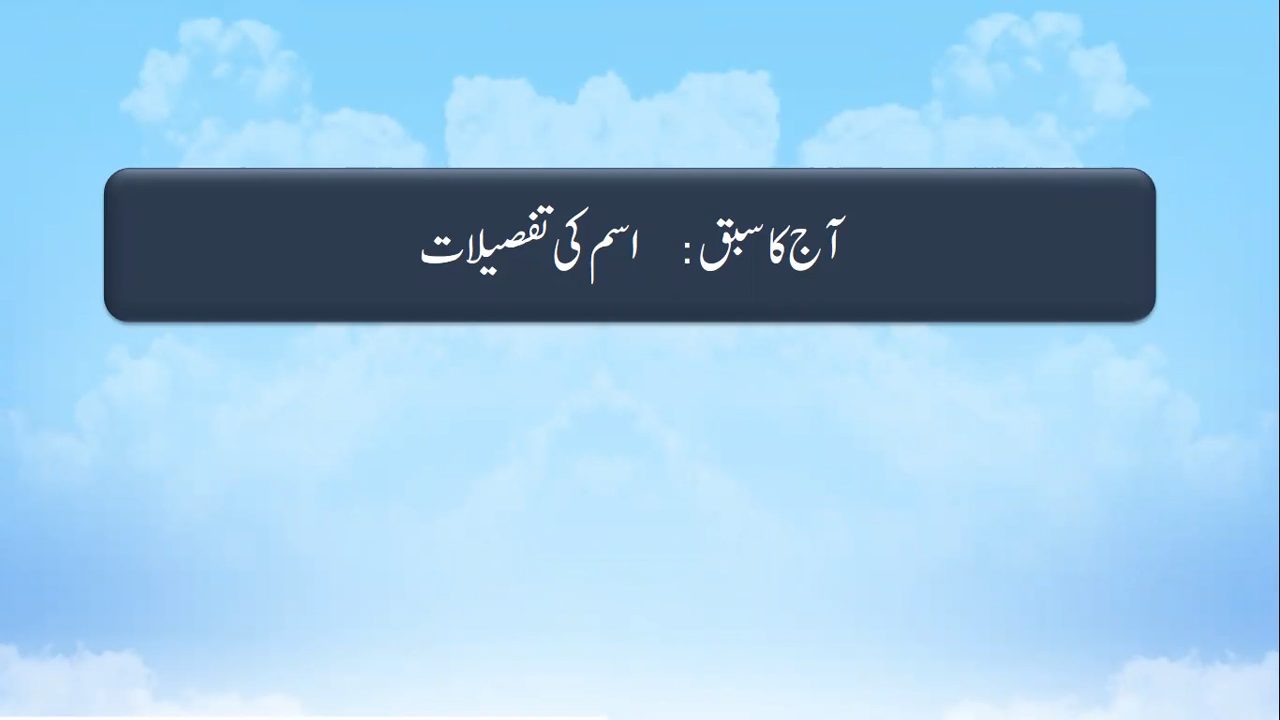 آج کا سبق : اسم کی تفصیلات